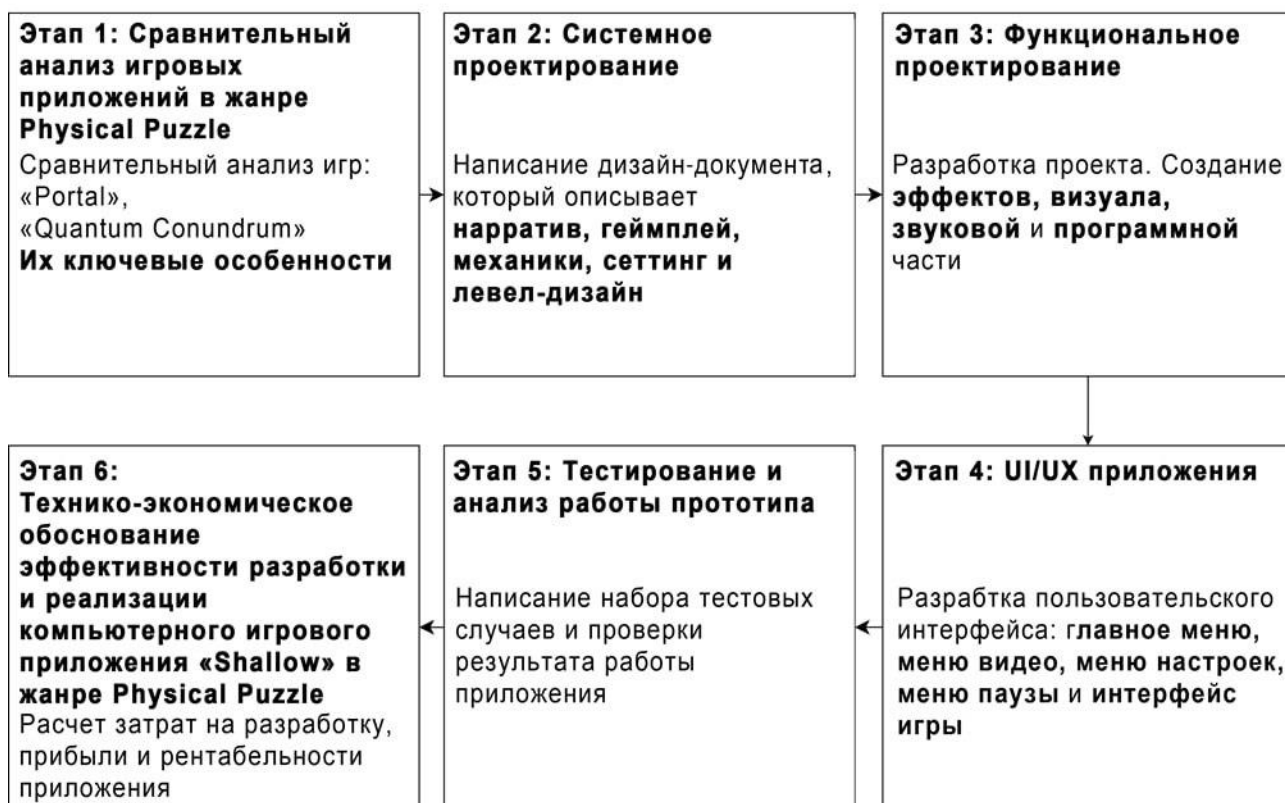 Этап 1: Сравнительный
анализ игровых
приложений в жанре
Physical Puzzle
Сравнительный анализ игр:
«Portal»,
«Quantum Conundrum»
Их ключевые особенности
Этап 2: Системное
проектирование
Написание дизайн-документа,
который описывает
нарратив, геймплей,
механики, сеттинг и
левел-дизайн
Этап 3: Функциональное
проектирование
Разработка проекта. Создание
эффектов, визуала,
звуковой и программной
части
Этап 4: UI/UX приложения
Разрабтка пользовательского
интерфейса: главное меню,
меню видео, меню настроек,
меню паузы и интерфейс
игры
Этап 5: Тестирование и
анализ работы прототипа
Написание набора тестовых
случаев и проверки
результата работы
приложения
Этап 6:
Технико-экономическое
обоснование
эффективности разработки
и реализации
компьютерного игрового
приложения «Shallow» в
жанре Physical Puzzle
Расчет затрат на разработку,
прибыли и рентабельности
приложения